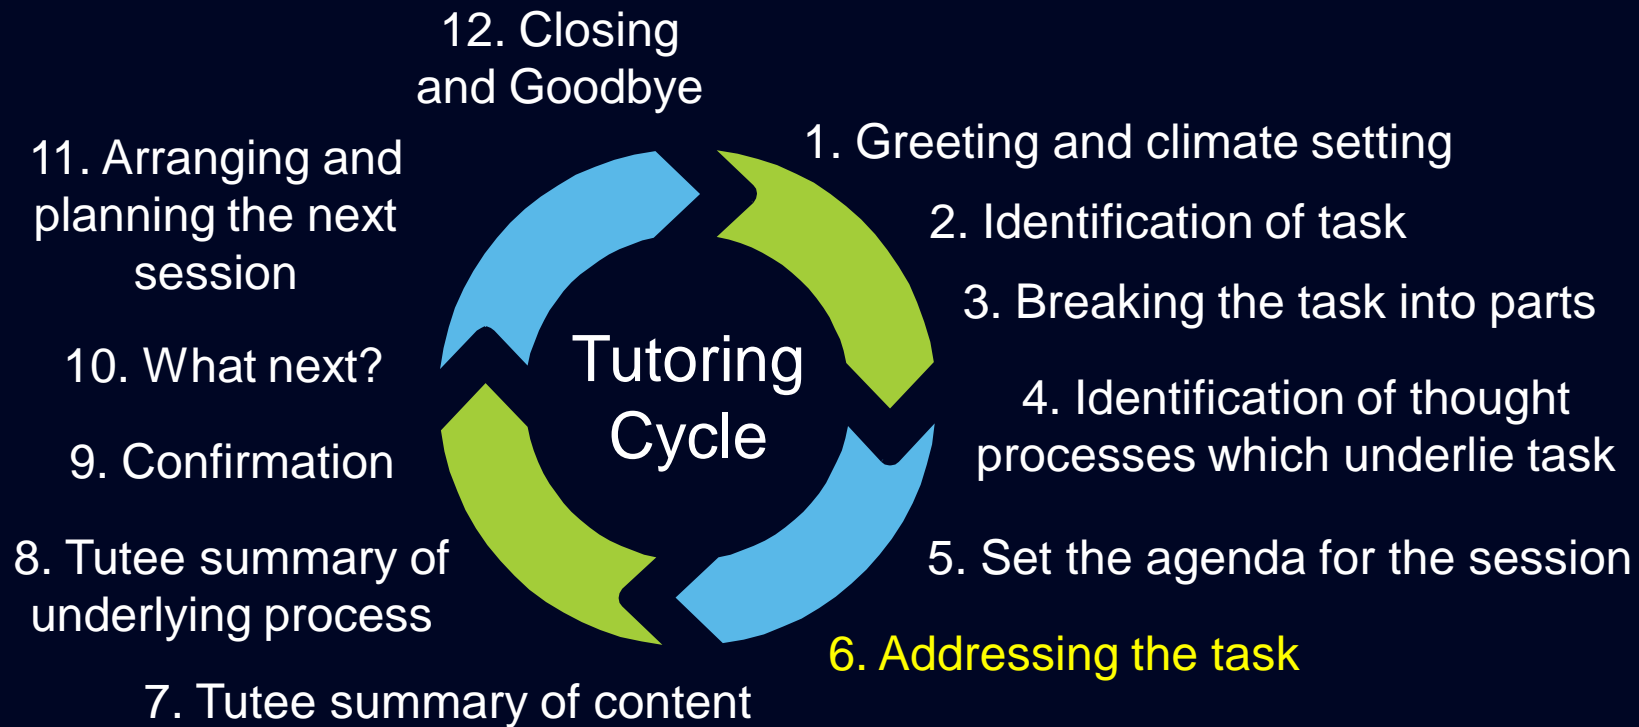 12. Closing
and Goodbye
1. Greeting and climate setting
2. Identification of task
3. Breaking the task into parts
4. Identification of thought
processes which underlie task
5. Set the agenda for the session
6. Addressing the task
7. Tutee summary of content
8. Tutee summary of
underlying process
9. Confirmation
10. What next?
11. Arranging and
planning the next
session
Tutoring
Cycle